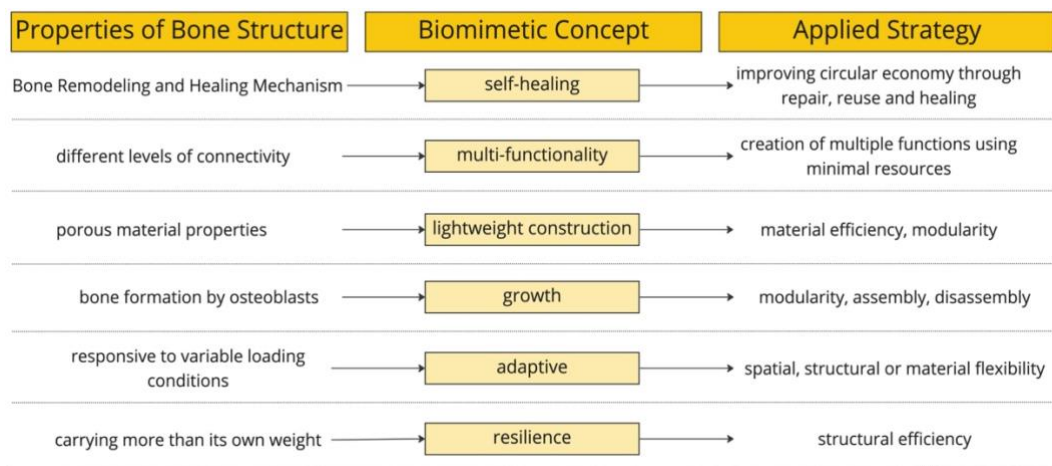 Properties of Bone Structure
Biomimetic Concept
Applied Strategy
Bone Remodeling and Healing Mechanism
self-healing
improving circular economy through
repair, reuse and healing
different levels of connectivity
multi-functionality
creation of multiple functions using
minimal resources
porous material properties
lightweight construction
material efficiency, modularity
bone formation by osteoblasts
growth
modularity, assembly, disassembly
responsive to variable loading
conditions
adaptive
spatial, structural or material flexibility
carrying more than its own weight
resilience
structural efficiency